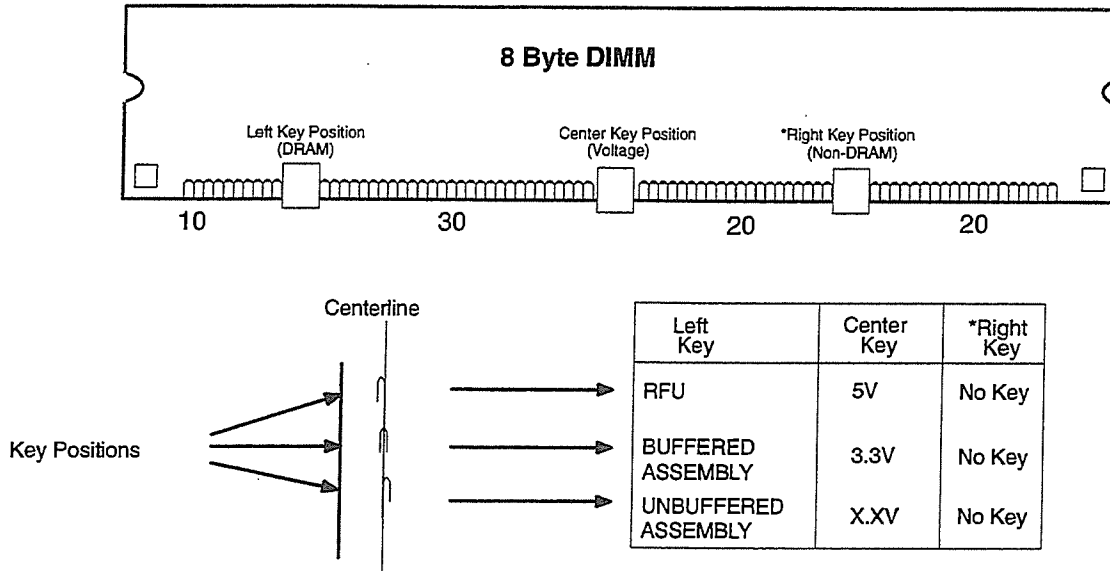 8 Byte DIMM
Left Key Position
(DRAM)
Center Key Position
(Voltage)
*Right Key Position
(Non-DRAM)
10
30
20
20
Centerline
Key Positions
Left
Key
Center
Key
*Right
Key
RFU
5V
No Key
BUFFERED
ASSEMBLY
3.3V
No Key
UNBUFFERED
ASSEMBLY
X.XV
No Key